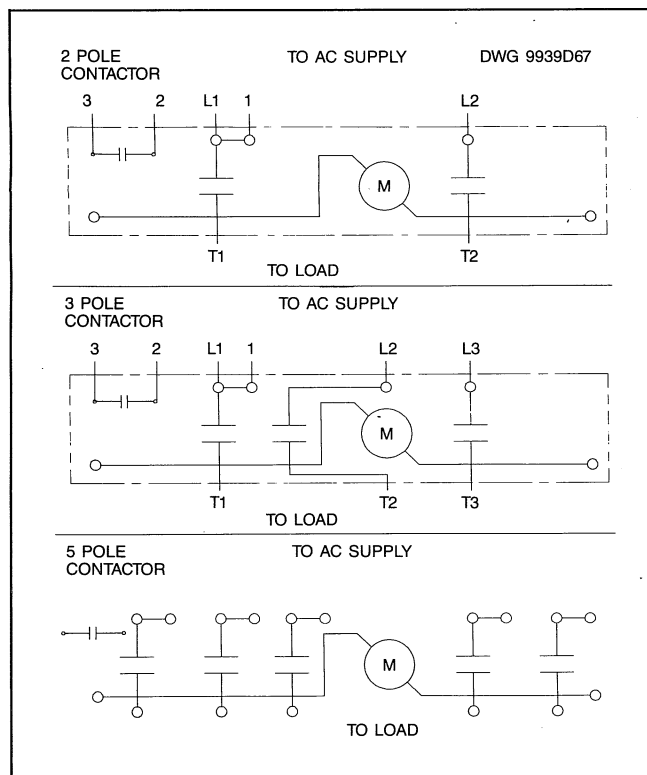 2 POLE TO AC SUPPLY DWG 9939D67
CONTACTOR
3 2 L1 1 L2
M
T1 T2
TO LOAD
3 POLE TO AC SUPPLY
CONTACTOR
3 2 L1 1 L2 L3
M
T1 T2 T3
TO LOAD
5 POLE TO AC SUPPLY
CONTACTOR
M
TO LOAD